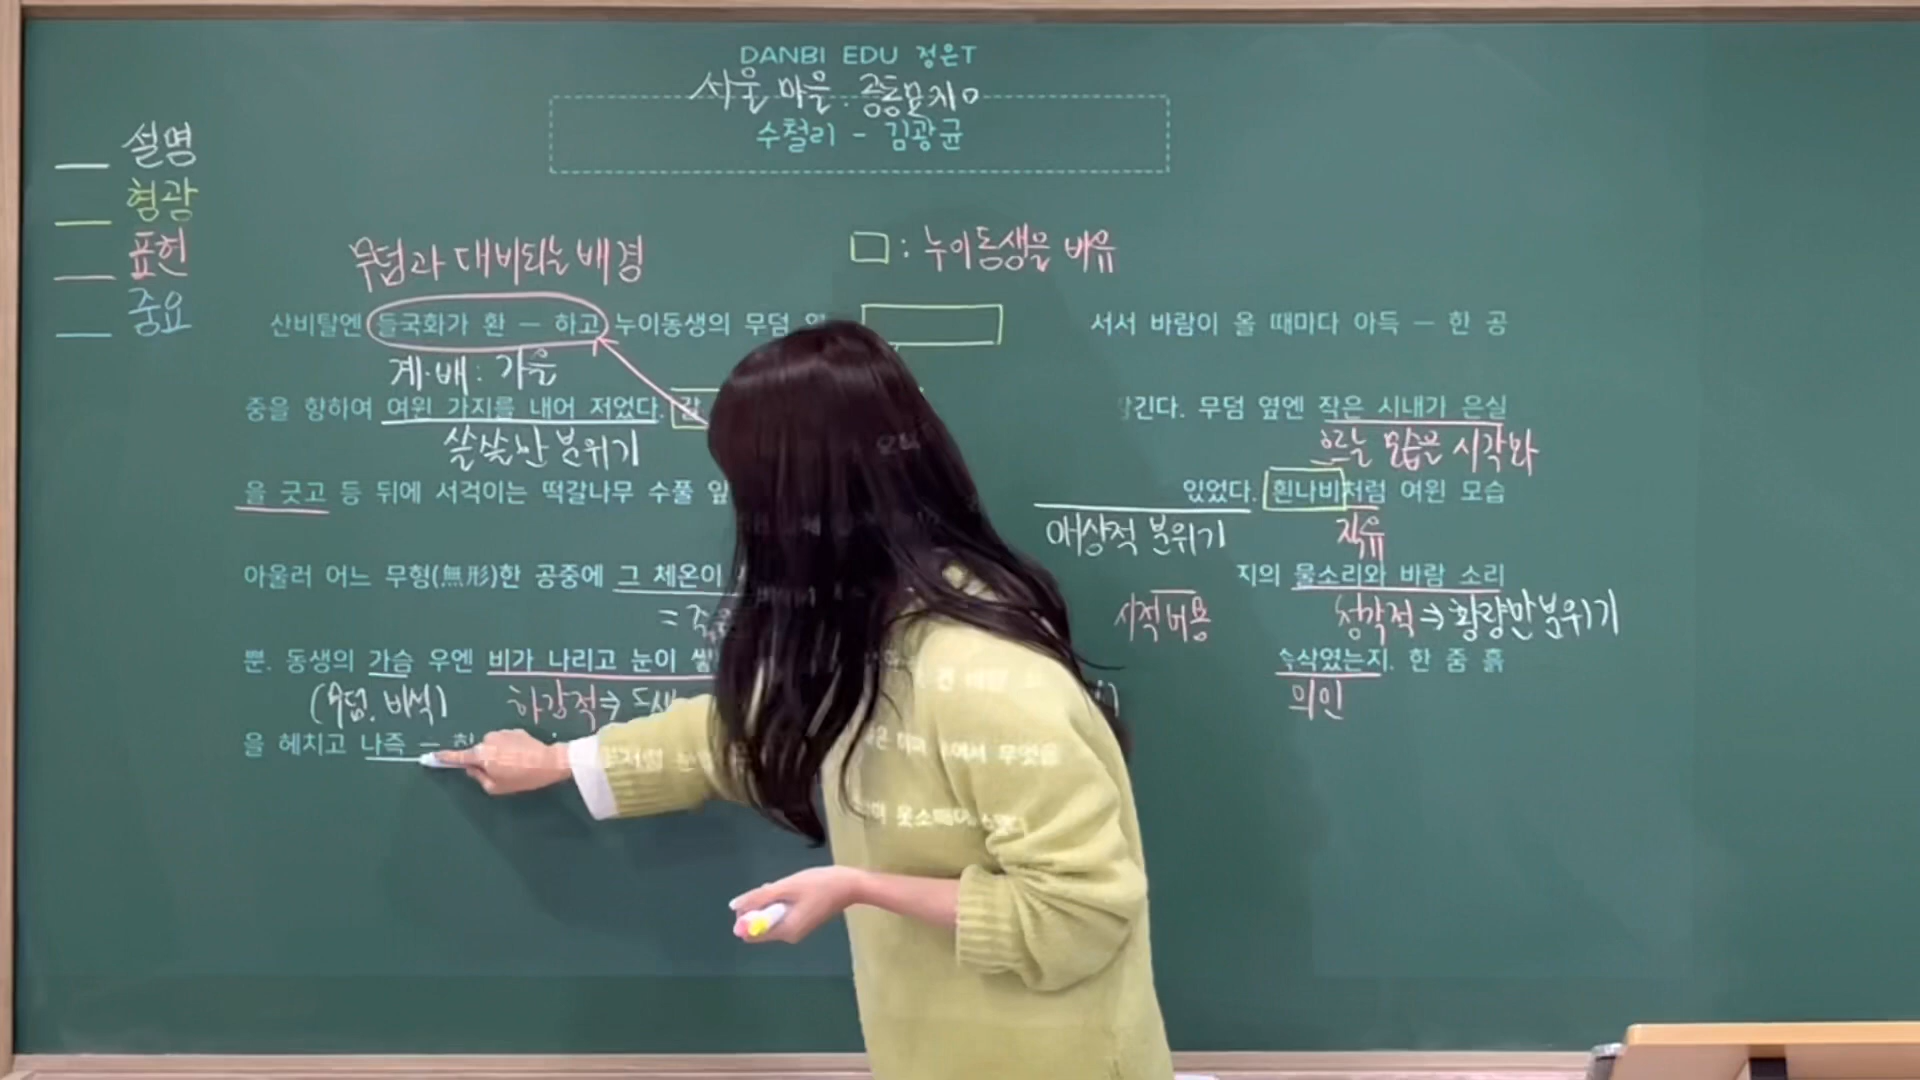 DANBI EDU 정은T
서울 마을. 공동묘지
수철리 - 김광균
설명
형광
표현
중요
무덤과 대비되는 배경
: 누이동생을 비유
산비탈엔 들국화가 환 — 하고 누이동생의 무덤 옆 서서 바람이 올 때마다 아득 — 한 공
계·배: 가을
중을 향하여 여윈 가지를 내어 저었다. 갈 잠긴다. 무덤 옆엔 작은 시내가 은실
쓸쓸한 분위기 흐르는 모습을 시각화
을 긋고 등 뒤에 서걱이는 떡갈나무 수풀 앞 있었다. 흰나비처럼 여윈 모습
애상적 분위기 직유
아울러 어느 무형(無形)한 공중에 그 체온이 지의 물소리와 바람 소리
= 시적허용 청각적 → 황량한 분위기
뿐. 동생의 가슴 우엔 비가 나리고 눈이 쌓 속삭였는지. 한 줌 흙
(무덤, 비석) 하강적 → 의인
을 헤치고 나즉 —